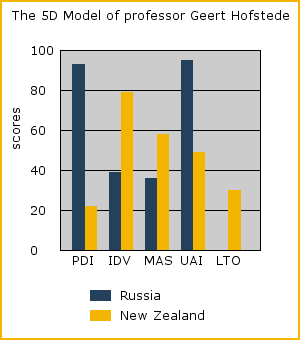 The 5D Model of professor Geert Hofstede
scores
100
80
60
40
20
0
PDI IDV MAS UAI LTO
Russia
New Zealand